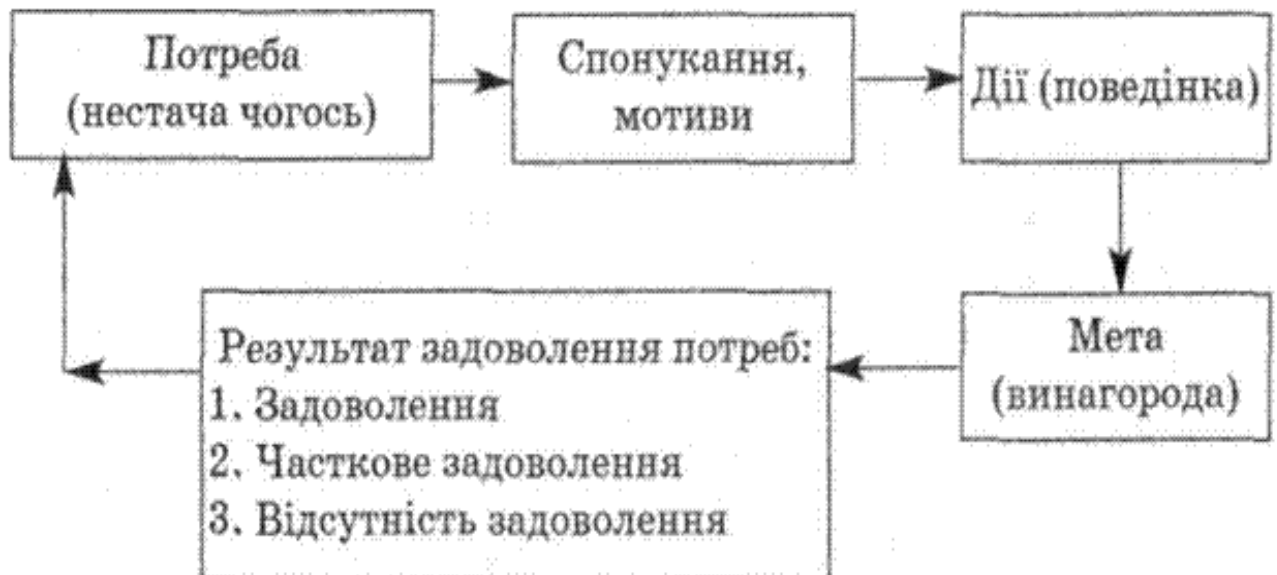 Потреба
(нестача чогось)
Спонукання,
мотиви
Дії (поведінка)
Мета
(винагорода)
Результат задоволення потреб:
1. Задоволення
2. Часткове задоволення
3. Відсутність задоволення